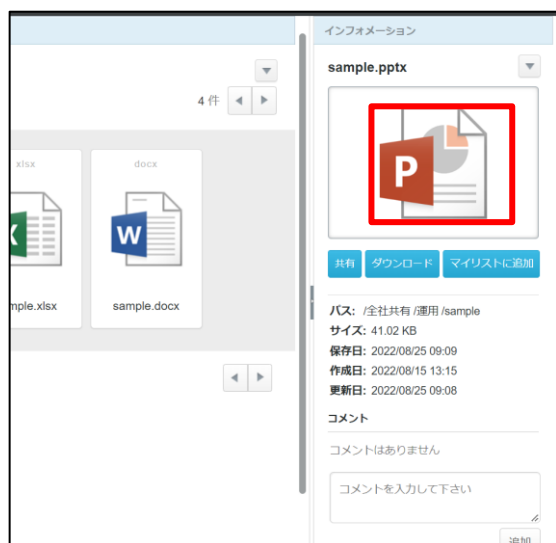 インフォメーション
sample.pptx
4 件
xlsx
docx
P
W
sample.docx
共有
ダウンロード
マイリストに追加
パス: /全社共有 /運用 /sample
サイズ: 41.02 KB
保存日: 2022/08/25 09:09
作成日: 2022/08/15 13:15
更新日: 2022/08/25 09:08
コメント
コメントはありません
コメントを入力して下さい
追加